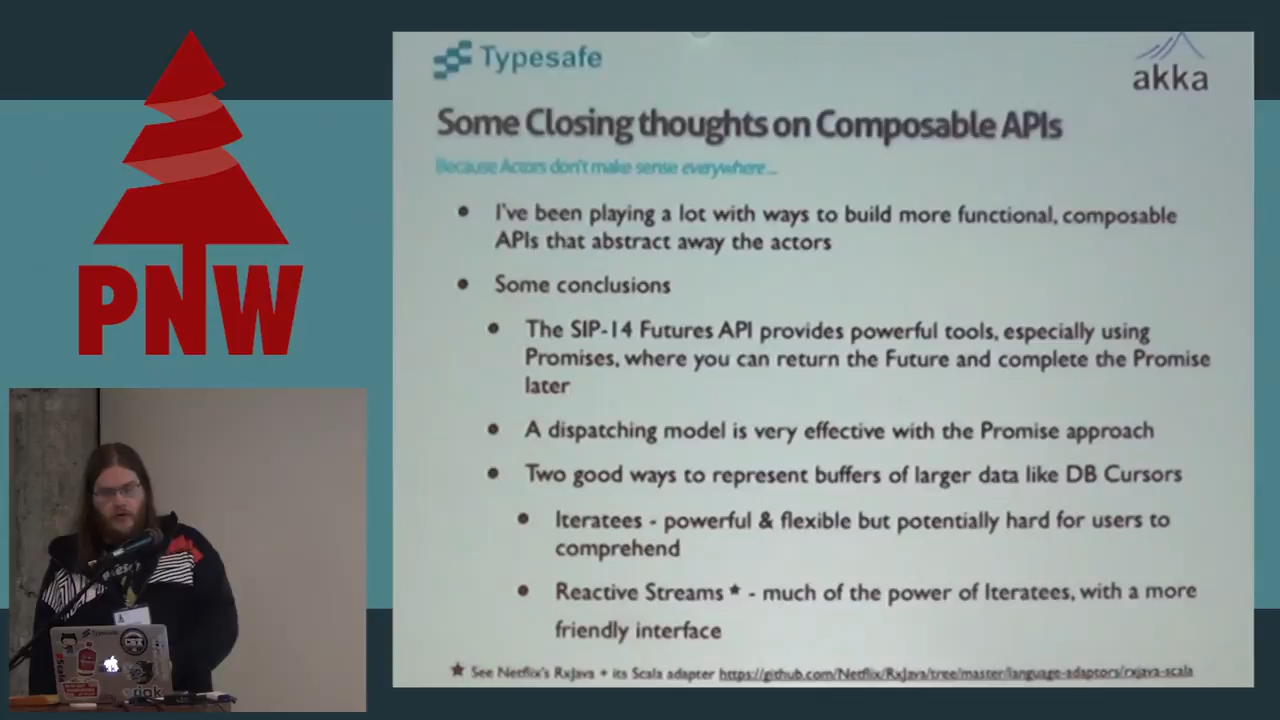 PNW
Typesafe
akka
Some Closing thoughts on Composable APIs
Because Actors don't make sense everywhere...
• I've been playing a lot with ways to build more functional, composable
APIs that abstract away the actors
• Some conclusions
• The SIP-14 Futures API provides powerful tools, especially using
Promises, where you can return the Future and complete the Promise
later
• A dispatching model is very effective with the Promise approach
• Two good ways to represent buffers of larger data like DB Cursors
• Iteratees - powerful & flexible but potentially hard for users to
comprehend
• Reactive Streams * - much of the power of Iteratees, with a more
friendly interface
* See Netflix's RxJava + its Scala adapter https://github.com/Netflix/RxJava/tree/master/language-adaptors/rxjava-scala
Typesafe